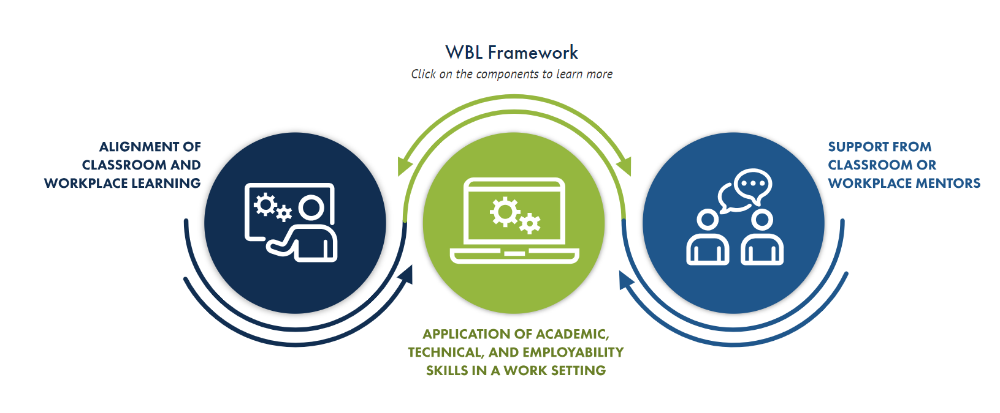 WBL Framework
Click on the components to learn more
ALIGNMENT OF
CLASSROOM AND
WORKPLACE LEARNING
SUPPORT FROM
CLASSROOM OR
WORKPLACE MENTORS
APPLICATION OF ACADEMIC,
TECHNICAL, AND EMPLOYABILITY
SKILLS IN A WORK SETTING